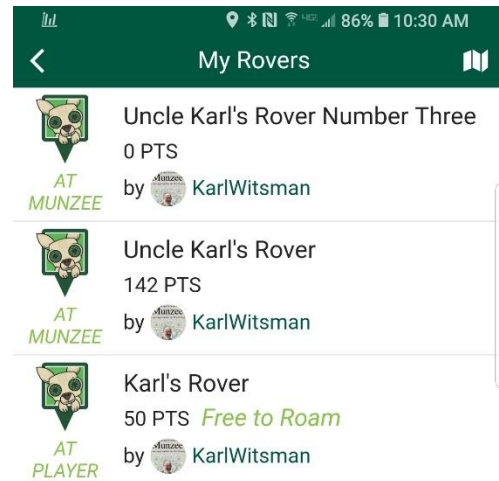 86% 10:30 AM
My Rovers
Uncle Karl's Rover Number Three
0 PTS
AT MUNZEE
by KarlWitsman
Uncle Karl's Rover
142 PTS
AT MUNZEE
by KarlWitsman
Karl's Rover
50 PTS Free to Roam
AT PLAYER
by KarlWitsman